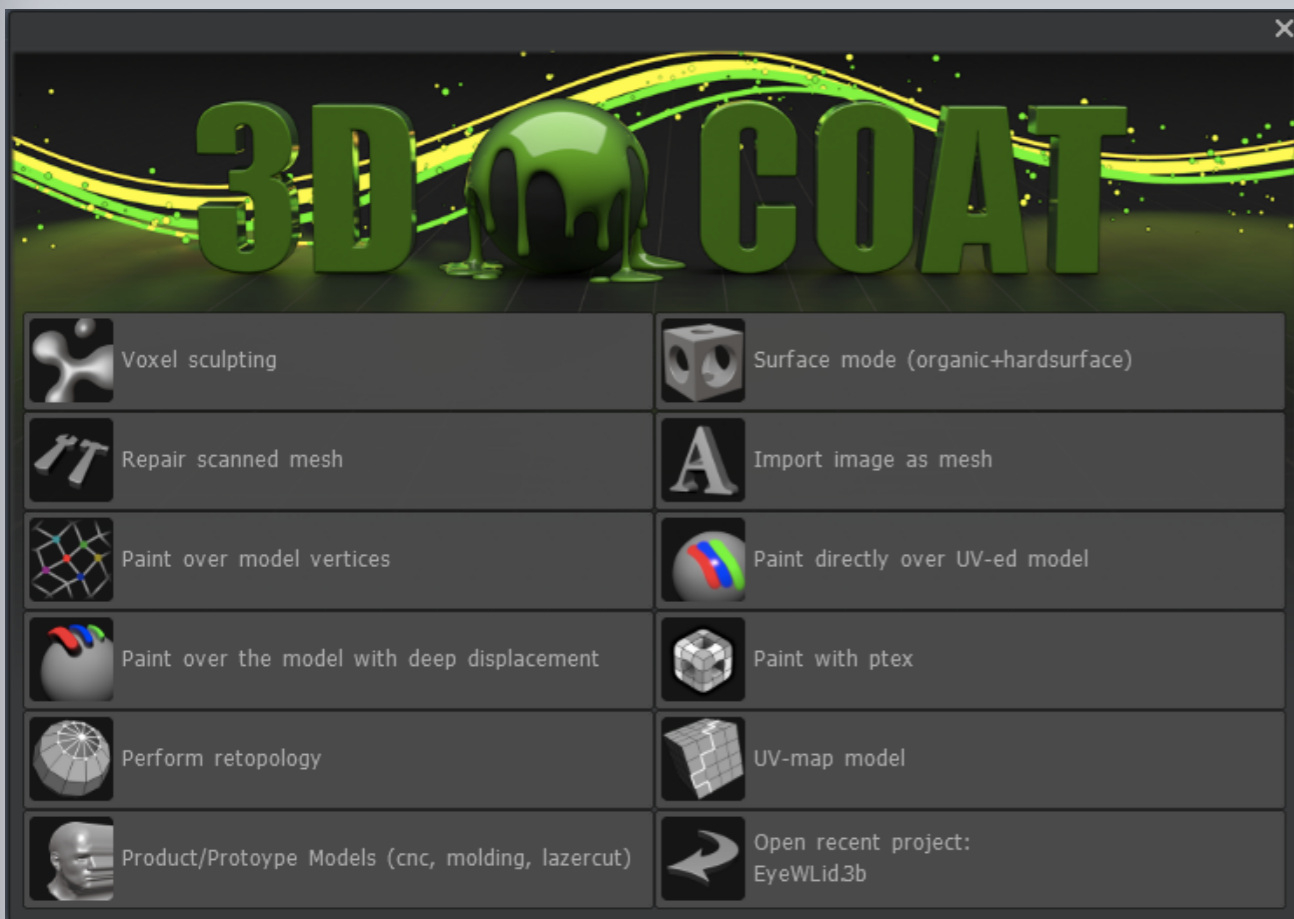 3D COAT
Voxel sculpting
Surface mode (organic+hardsurface)
Repair scanned mesh
Import image as mesh
Paint over model vertices
Paint directly over UV-ed model
Paint over the model with deep displacement
Paint with ptex
Perform retopology
UV-map model
Product/Protoype Models (cnc, molding, lazercut)
Open recent project:
EyeWLid.3b